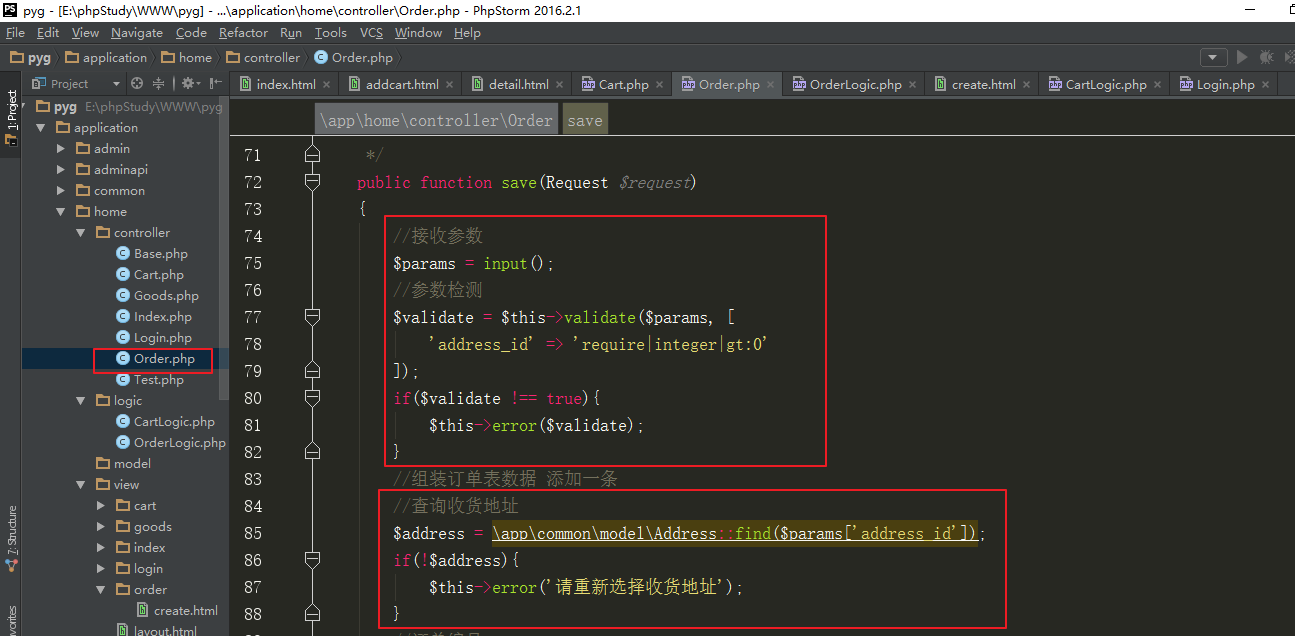 pyg - [E:\phpStudy\WWW\pyg] - ...\application\home\controller\Order.php - PhpStorm 2016.2.1
File Edit View Navigate Code Refactor Run Tools VCS Window Help
pyg application home controller Order.php
Project
index.html addcart.html detail.html Cart.php Order.php OrderLogic.php create.html CartLogic.php Login.php
1: Project
7: Structure
pyg E:\phpStudy\WWW\pyg
application
admin
adminapi
common
home
controller
Base.php
Cart.php
Goods.php
Index.php
Login.php
Order.php
Test.php
logic
CartLogic.php
OrderLogic.php
model
view
cart
goods
index
login
order
create.html
layout.html
\app\home\controller\Order save
71 */
72 public function save(Request $request)
73 {
74 //接收参数
75 $params = input();
76 //参数检测
77 $validate = $this->validate($params, [
78 'address_id' => 'require|integer|gt:0'
79 ]);
80 if($validate !== true){
81 $this->error($validate);
82 }
83 //组装订单表数据 添加一条
84 //查询收货地址
85 $address = \app\common\model\Address::find($params['address_id']);
86 if(!$address){
87 $this->error('请重新选择收货地址');
88 }